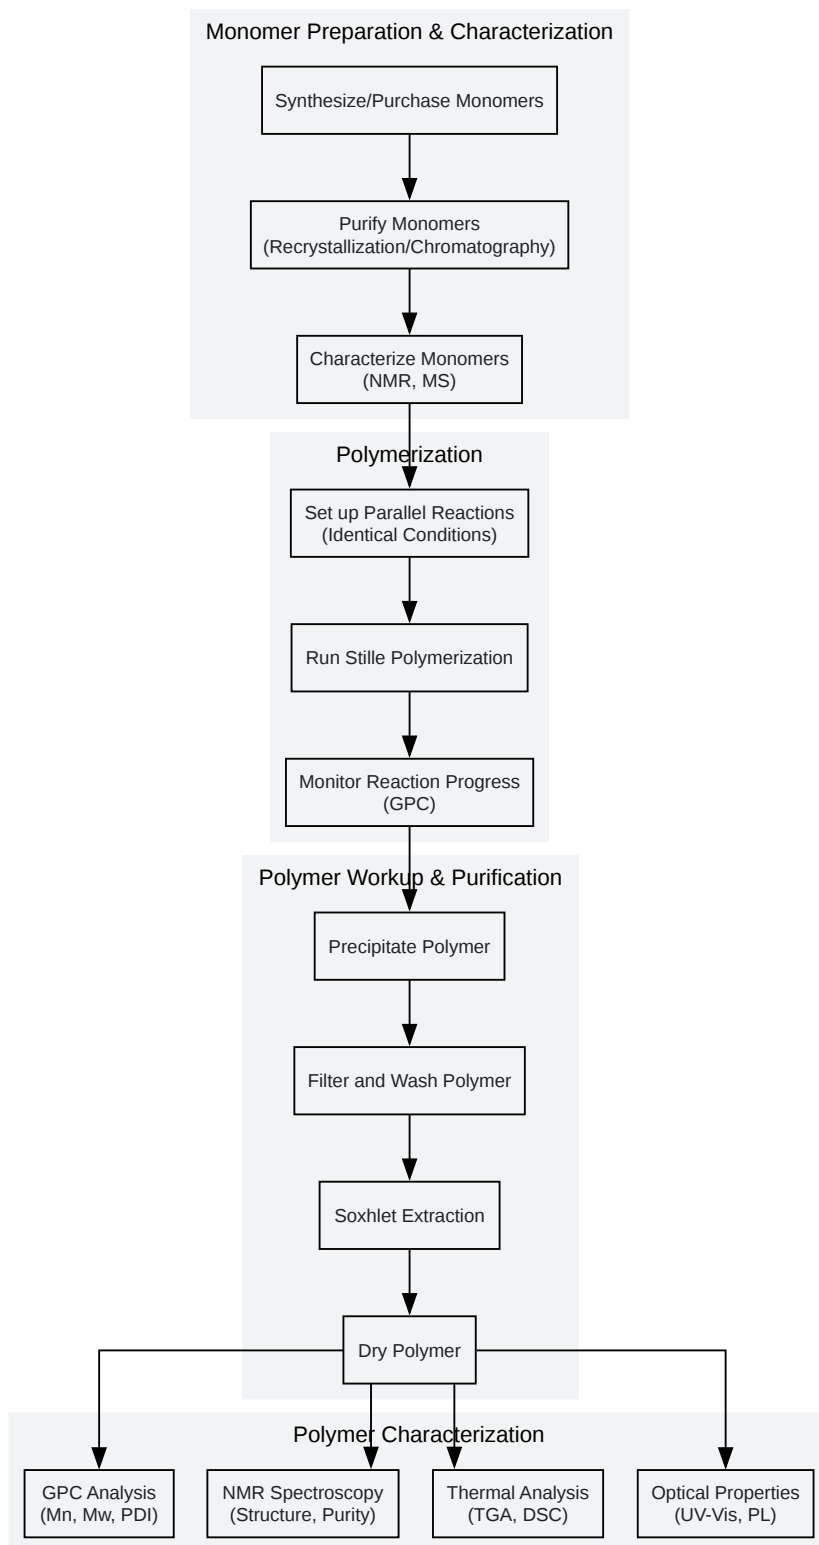 Monomer Preparation & Characterization
Synthesize/Purchase Monomers
Purify Monomers
(Recrystallization/Chromatography)
Characterize Monomers
(NMR, MS)
Polymerization
Set up Parallel Reactions
(Identical Conditions)
Run Stille Polymerization
Monitor Reaction Progress
(GPC)
Polymer Workup & Purification
Precipitate Polymer
Filter and Wash Polymer
Soxhlet Extraction
Dry Polymer
Polymer Characterization
GPC Analysis
(Mn, Mw, PDI)
NMR Spectroscopy
(Structure, Purity)
Thermal Analysis
(TGA, DSC)
Optical Properties
(UV-Vis, PL)